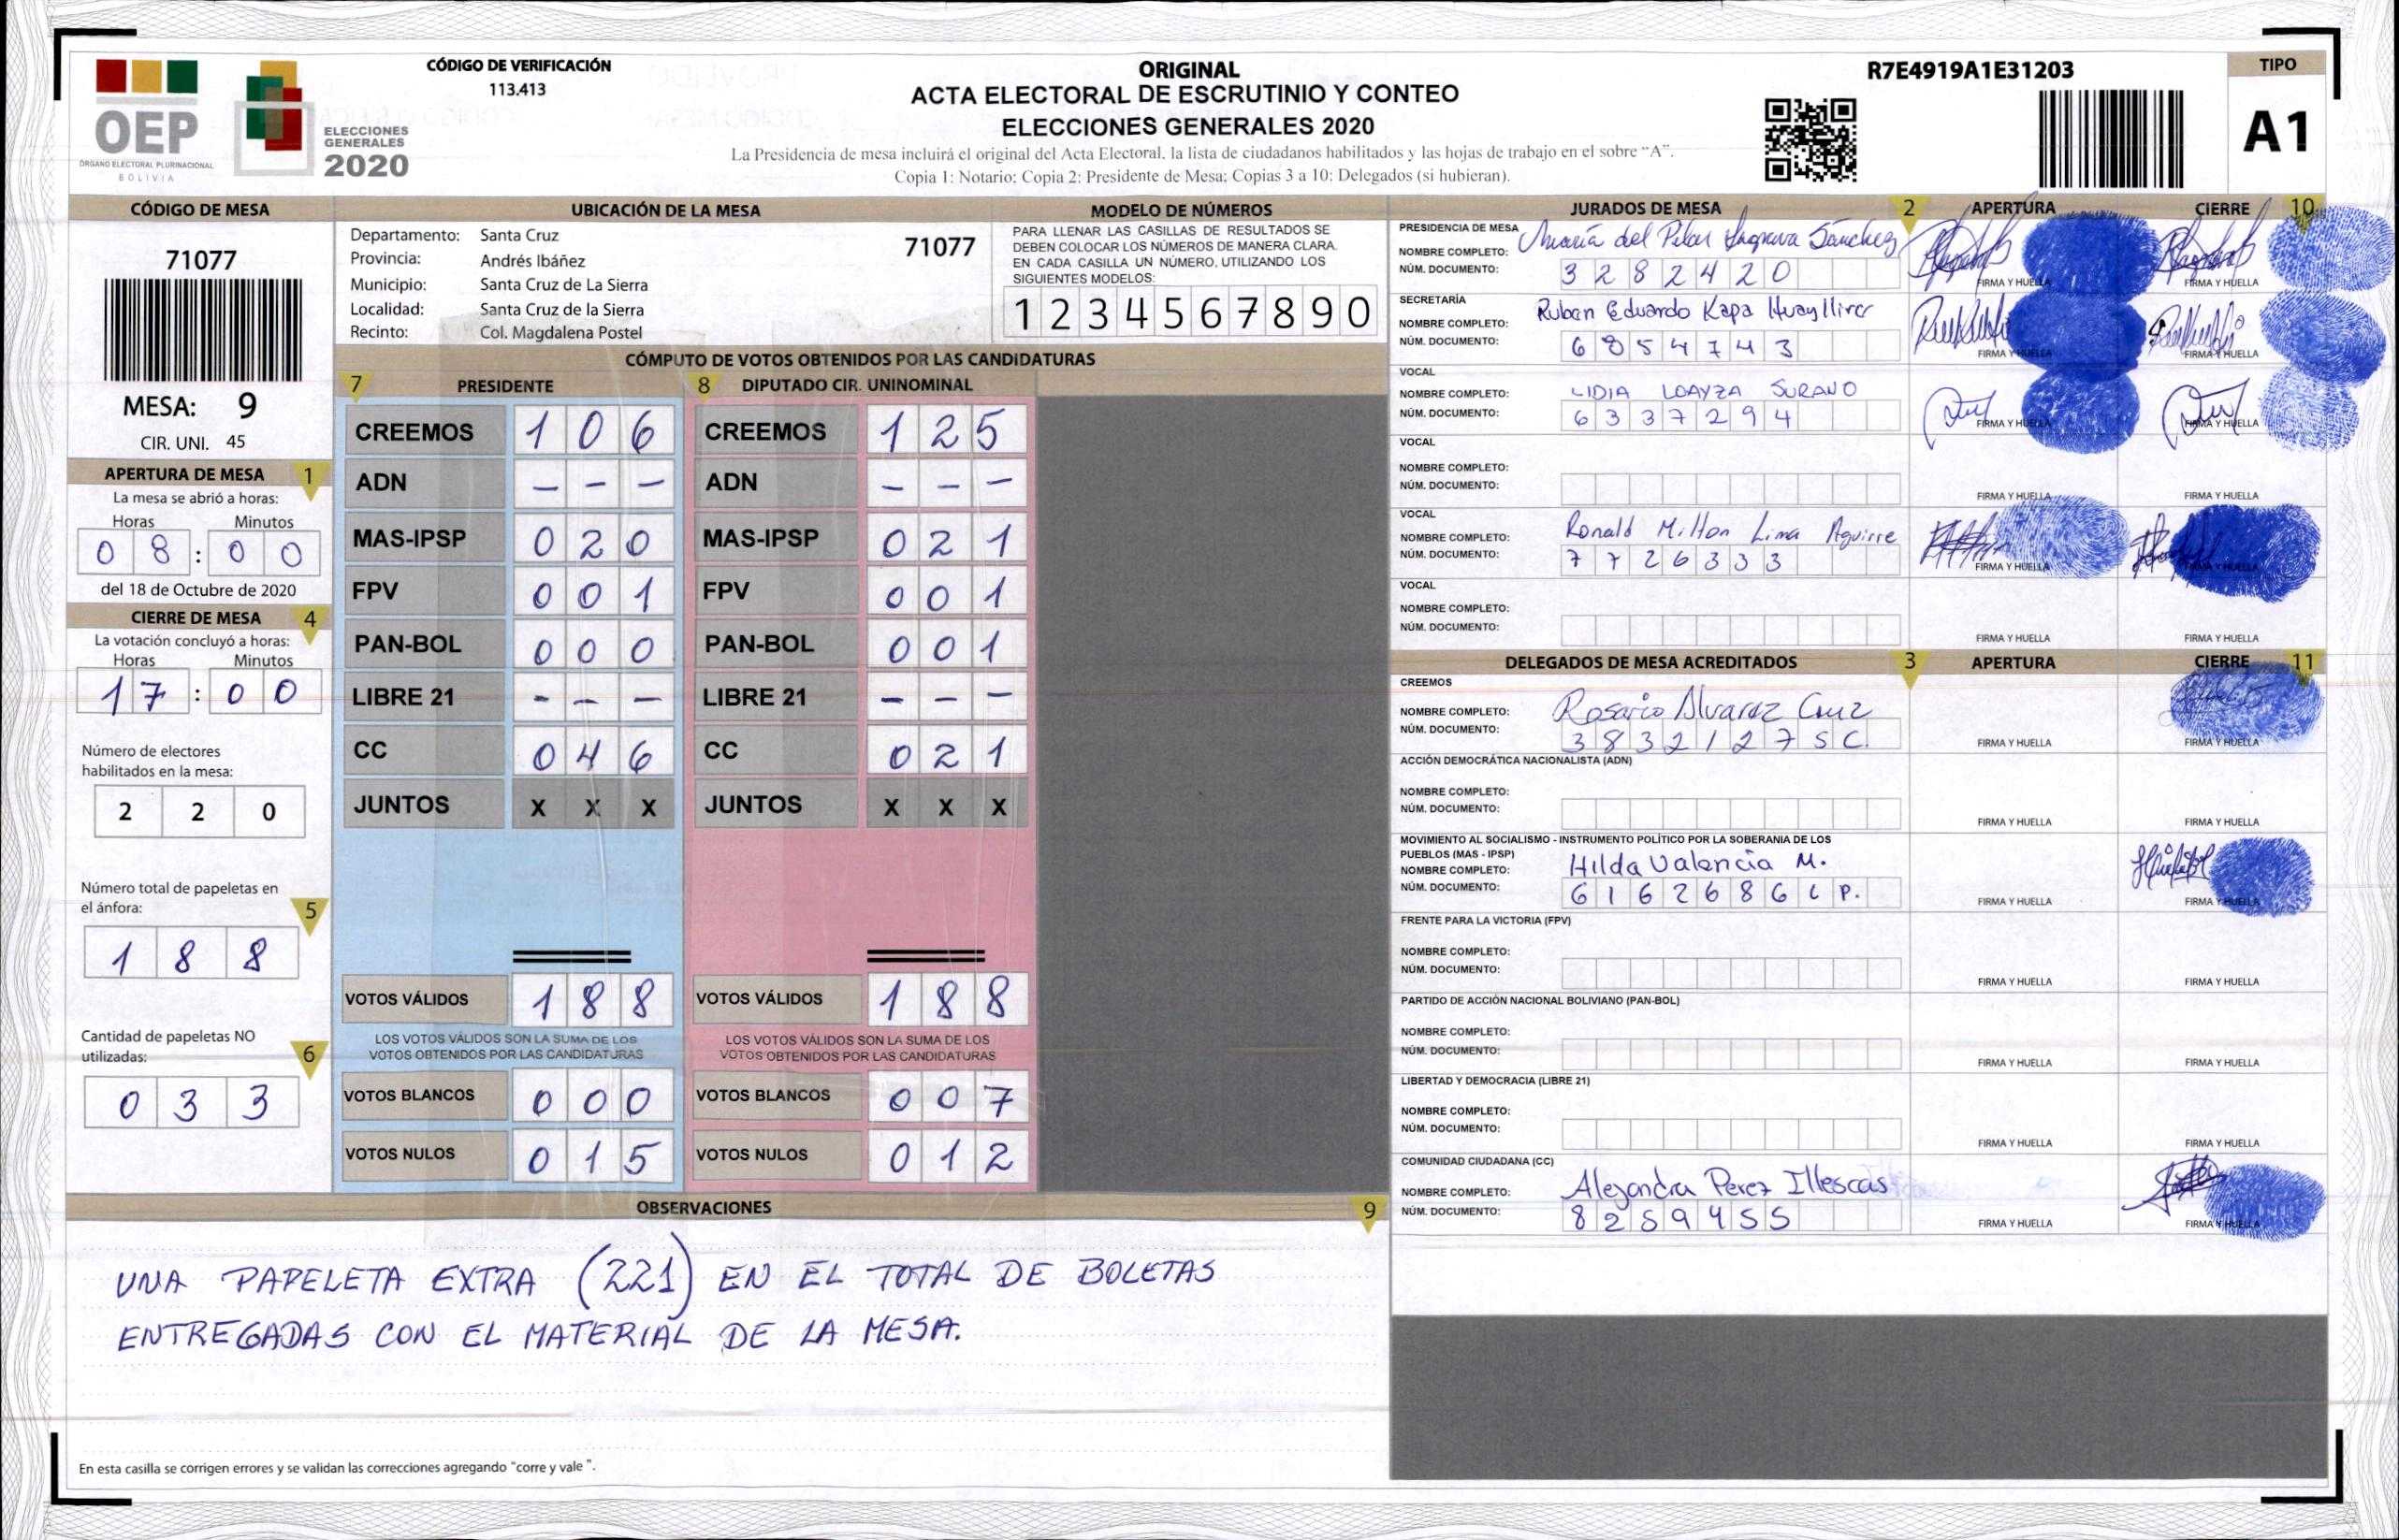 OEP
ÓRGANO ELECTORAL PLURINACIONAL
BOLIVIA
ELECCIONES
GENERALES
2020
CÓDIGO DE VERIFICACIÓN
113.413
ORIGINAL
ACTA ELECTORAL DE ESCRUTINIO Y CONTEO
ELECCIONES GENERALES 2020
La Presidencia de mesa incluirá el original del Acta Electoral, la lista de ciudadanos habilitados y las hojas de trabajo en el sobre “A”.
Copia 1: Notario; Copia 2: Presidente de Mesa; Copias 3 a 10: Delegados (si hubieran).
R7E4919A1E31203
TIPO
A1
CÓDIGO DE MESA
71077
MESA: 9
CIR. UNI. 45
APERTURA DE MESA 1
La mesa se abrió a horas:
Horas Minutos
0 8 : 0 0
del 18 de Octubre de 2020
CIERRE DE MESA 4
La votación concluyó a horas:
Horas Minutos
1 7 : 0 0
Número de electores
habilitados en la mesa:
2 2 0
Número total de papeletas en
el ánfora: 5
1 8 8
Cantidad de papeletas NO
utilizadas: 6
0 3 3
UBICACIÓN DE LA MESA
Departamento: Santa Cruz
Provincia: Andrés Ibáñez
Municipio: Santa Cruz de La Sierra
Localidad: Santa Cruz de la Sierra
Recinto: Col. Magdalena Postel
71077
MODELO DE NÚMEROS
PARA LLENAR LAS CASILLAS DE RESULTADOS SE
DEBEN COLOCAR LOS NÚMEROS DE MANERA CLARA.
EN CADA CASILLA UN NÚMERO, UTILIZANDO LOS
SIGUIENTES MODELOS:
1 2 3 4 5 6 7 8 9 0
CÓMPUTO DE VOTOS OBTENIDOS POR LAS CANDIDATURAS
7 PRESIDENTE
CREEMOS 1 0 6
ADN - - -
MAS-IPSP 0 2 0
FPV 0 0 1
PAN-BOL 0 0 0
LIBRE 21 - - -
CC 0 4 6
JUNTOS X X X
VOTOS VÁLIDOS 1 8 8
LOS VOTOS VÁLIDOS SON LA SUMA DE LOS
VOTOS OBTENIDOS POR LAS CANDIDATURAS
VOTOS BLANCOS 0 0 0
VOTOS NULOS 0 1 5
8 DIPUTADO CIR. UNINOMINAL
CREEMOS 1 2 5
ADN - - -
MAS-IPSP 0 2 1
FPV 0 0 1
PAN-BOL 0 0 1
LIBRE 21 - - -
CC 0 2 1
JUNTOS X X X
VOTOS VÁLIDOS 1 8 8
LOS VOTOS VÁLIDOS SON LA SUMA DE LOS
VOTOS OBTENIDOS POR LAS CANDIDATURAS
VOTOS BLANCOS 0 0 7
VOTOS NULOS 0 1 2
OBSERVACIONES 9
UNA PAPELETA EXTRA (221) EN EL TOTAL DE BOLETAS
ENTREGADAS CON EL MATERIAL DE LA MESA.
En esta casilla se corrigen errores y se validan las correcciones agregando "corre y vale ".
JURADOS DE MESA 2 APERTURA CIERRE 10
PRESIDENCIA DE MESA
NOMBRE COMPLETO: María del Pilar Sánchez
NÚM. DOCUMENTO: 3 2 8 2 4 2 0
FIRMA Y HUELLA FIRMA Y HUELLA
SECRETARÍA
NOMBRE COMPLETO: Ruban Eduardo Kapa
NÚM. DOCUMENTO: 6 8 5 4 7 4 3
FIRMA Y HUELLA FIRMA Y HUELLA
VOCAL
NOMBRE COMPLETO: LIDIA LOAYZA SURANO
NÚM. DOCUMENTO: 6 3 3 7 2 9 4
FIRMA Y HUELLA FIRMA Y HUELLA
VOCAL
NOMBRE COMPLETO:
NÚM. DOCUMENTO:
FIRMA Y HUELLA FIRMA Y HUELLA
VOCAL
NOMBRE COMPLETO: Ronald Milton Lima Aguirre
NÚM. DOCUMENTO: 7 7 2 6 3 3 3
FIRMA Y HUELLA FIRMA Y HUELLA
VOCAL
NOMBRE COMPLETO:
NÚM. DOCUMENTO:
FIRMA Y HUELLA FIRMA Y HUELLA
DELEGADOS DE MESA ACREDITADOS 3 APERTURA CIERRE 11
CREEMOS
NOMBRE COMPLETO: Rosario Alvarez Cruz
NÚM. DOCUMENTO: 3 8 3 2 1 2 7 S C.
FIRMA Y HUELLA FIRMA Y HUELLA
ACCIÓN DEMOCRÁTICA NACIONALISTA (ADN)
NOMBRE COMPLETO:
NÚM. DOCUMENTO:
FIRMA Y HUELLA FIRMA Y HUELLA
MOVIMIENTO AL SOCIALISMO - INSTRUMENTO POLÍTICO POR LA SOBERANIA DE LOS
PUEBLOS (MAS - IPSP)
NOMBRE COMPLETO: Hilda Valencia M.
NÚM. DOCUMENTO: 6 1 6 2 6 8 6 L P.
FIRMA Y HUELLA FIRMA Y HUELLA
FRENTE PARA LA VICTORIA (FPV)
NOMBRE COMPLETO:
NÚM. DOCUMENTO:
FIRMA Y HUELLA FIRMA Y HUELLA
PARTIDO DE ACCIÓN NACIONAL BOLIVIANO (PAN-BOL)
NOMBRE COMPLETO:
NÚM. DOCUMENTO:
FIRMA Y HUELLA FIRMA Y HUELLA
LIBERTAD Y DEMOCRACIA (LIBRE 21)
NOMBRE COMPLETO:
NÚM. DOCUMENTO:
FIRMA Y HUELLA FIRMA Y HUELLA
COMUNIDAD CIUDADANA (CC)
NOMBRE COMPLETO: Alejandra Perez Illescas
NÚM. DOCUMENTO: 8 2 5 9 4 5 5
FIRMA Y HUELLA FIRMA Y HUELLA